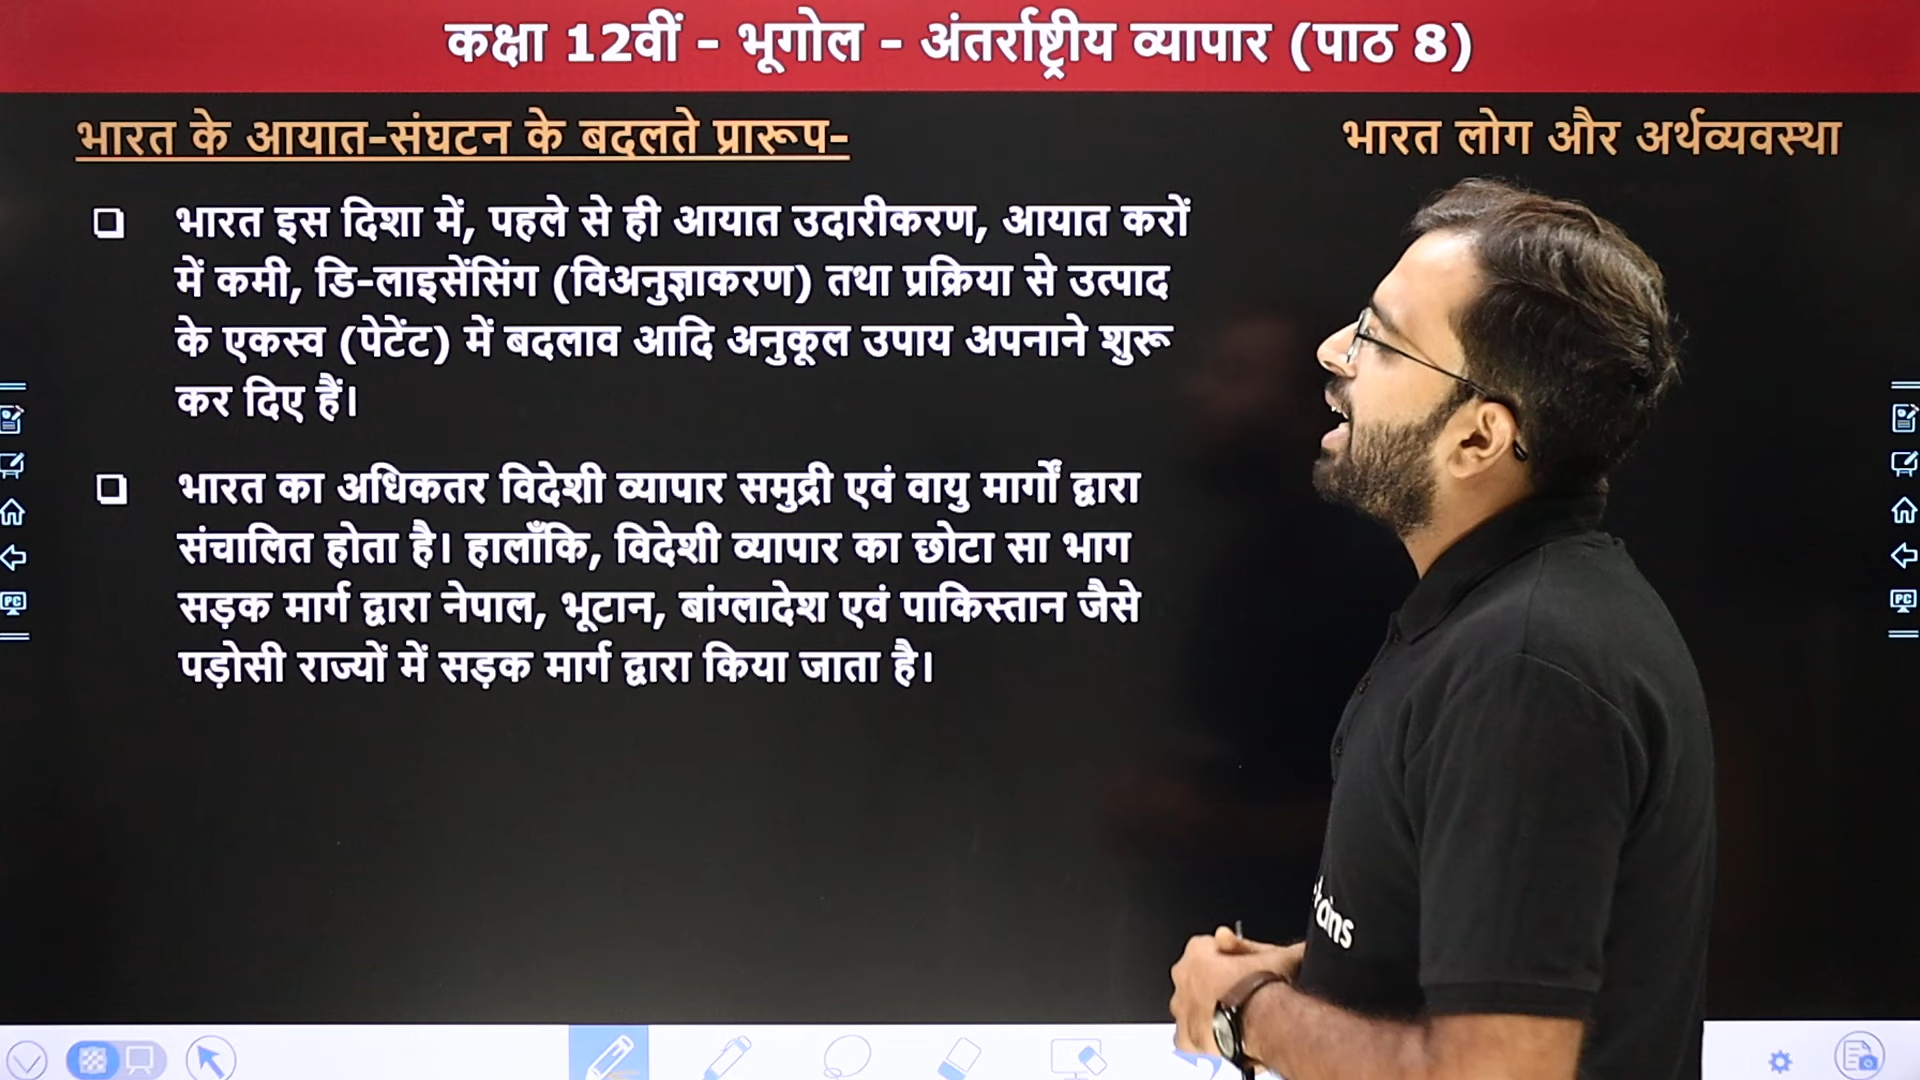 कक्षा 12वीं - भूगोल - अंतर्राष्ट्रीय व्यापार (पाठ 8)
भारत के आयात-संघटन के बदलते प्रारूप-
भारत लोग और अर्थव्यवस्था
भारत इस दिशा में, पहले से ही आयात उदारीकरण, आयात करों
में कमी, डि-लाइसेंसिंग (विअनुज्ञाकरण) तथा प्रक्रिया से उत्पाद
के एकस्व (पेटेंट) में बदलाव आदि अनुकूल उपाय अपनाने शुरू
कर दिए हैं।
भारत का अधिकतर विदेशी व्यापार समुद्री एवं वायु मार्गों द्वारा
संचालित होता है। हालाँकि, विदेशी व्यापार का छोटा सा भाग
सड़क मार्ग द्वारा नेपाल, भूटान, बांग्लादेश एवं पाकिस्तान जैसे
पड़ोसी राज्यों में सड़क मार्ग द्वारा किया जाता है।
PC
PC